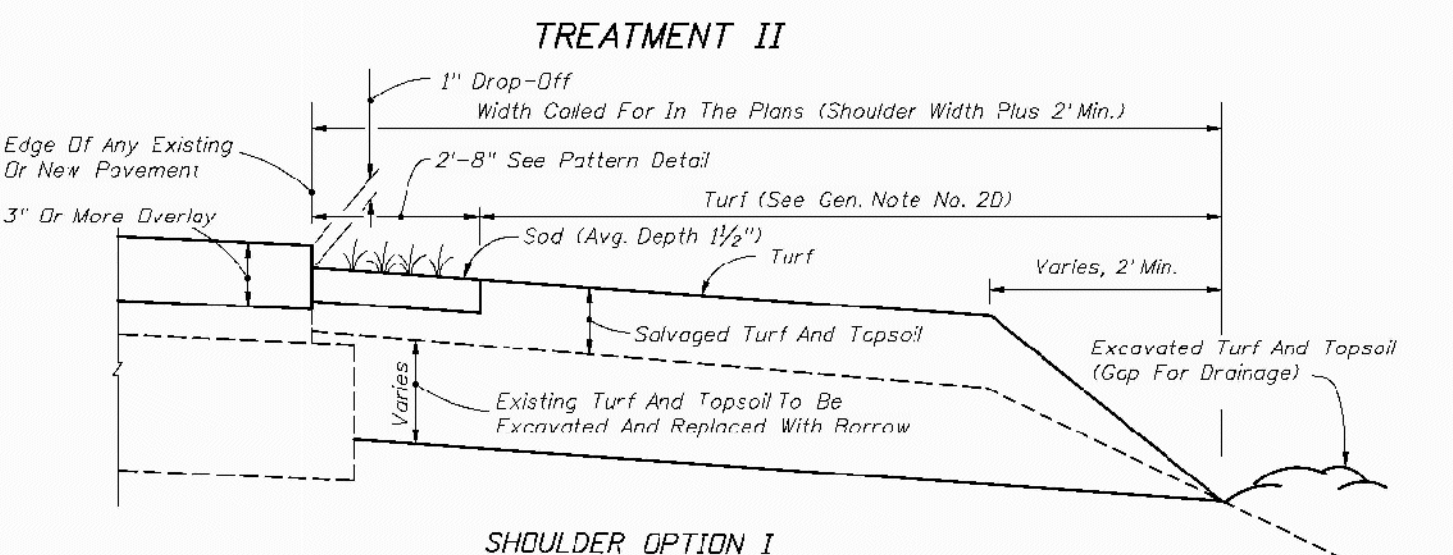 TREATMENT II
1" Drop-Off
Width Called For In The Plans (Shoulder Width Plus 2' Min.)
Edge Of Any Existing
Or New Pavement
2'-8" See Pattern Detail
3" Or More Overlay
Turf (See Gen. Note No. 2D)
Sod (Avg. Depth 1½")
Turf
Varies, 2' Min.
Salvaged Turf And Topsoil
Excavated Turf And Topsoil
(Gap For Drainage)
Varies
Existing Turf And Topsoil To Be
Excavated And Replaced With Borrow
SHOULDER OPTION I